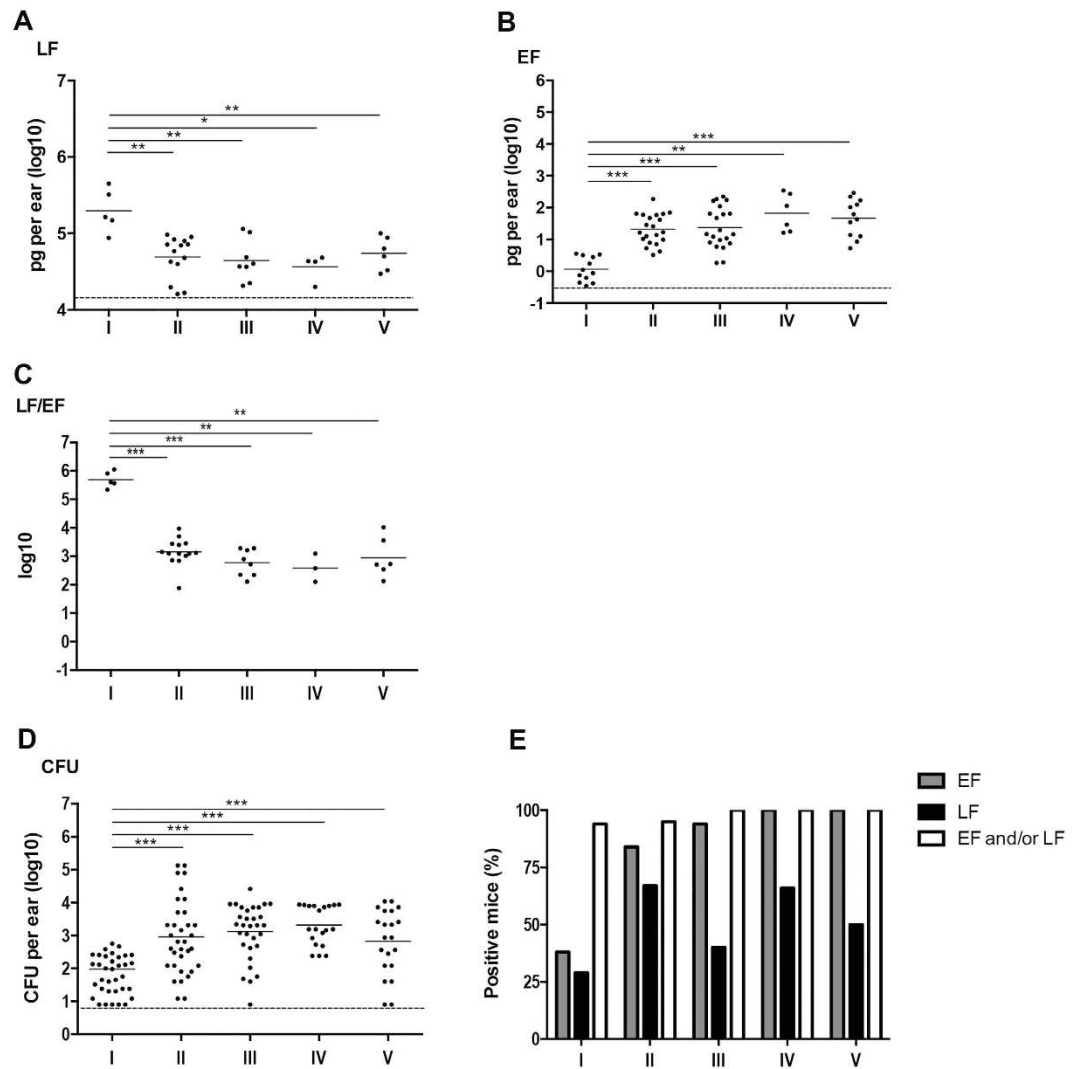 A
LF
pg per ear (log10)
7
6
5
4
**
*
**
**
I II III IV V
B
EF
pg per ear (log10)
6
5
4
3
2
1
0
-1
***
**
***
***
I II III IV V
C
LF/EF
log10
7
6
5
4
3
2
1
0
-1
**
**
***
***
I II III IV V
D
CFU
CFU per ear (log10)
7
6
5
4
3
2
1
0
***
***
***
***
I II III IV V
E
Positive mice (%)
100
75
50
25
0
I II III IV V
EF
LF
EF and/or LF